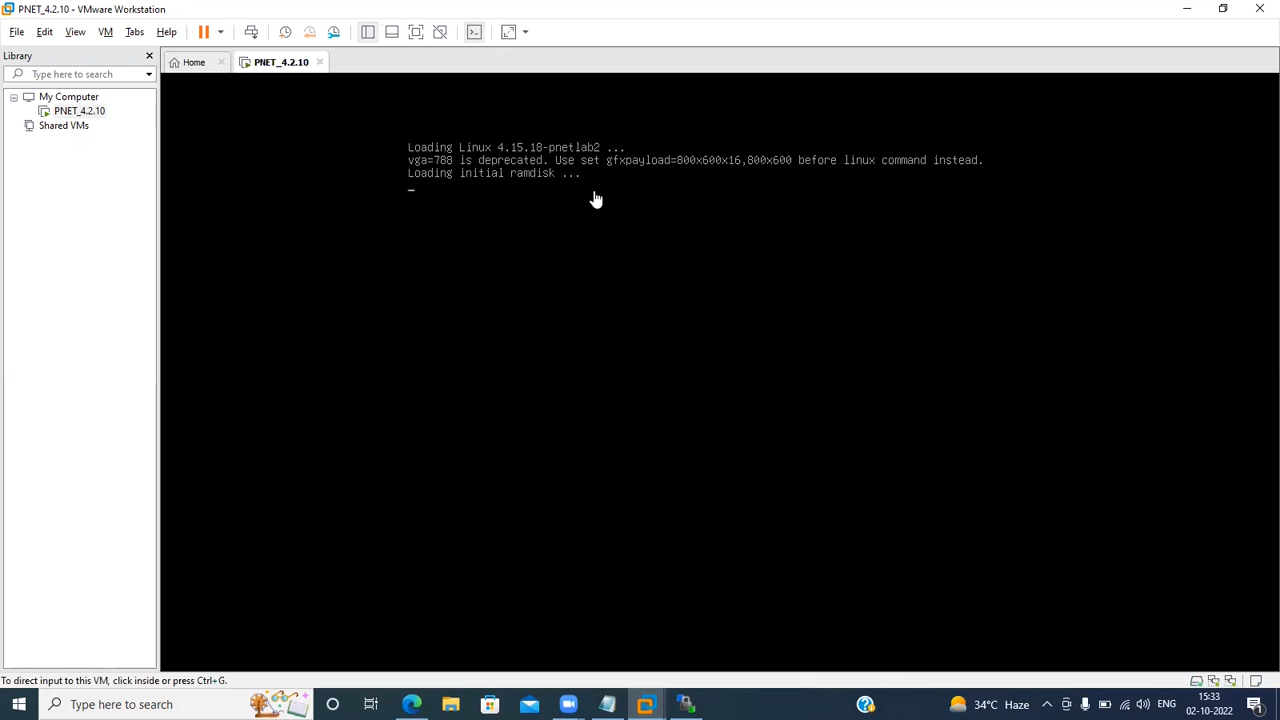 PNET_4.2.10 - VMware Workstation
File Edit View VM Tabs Help
Library
Type here to search
My Computer
PNET_4.2.10
Shared VMs
Home
PNET_4.2.10
Loading Linux 4.15.18-pnetlab2 ...
vga=788 is deprecated. Use set gfxpayload=800x600x16,800x600 before linux command instead.
Loading initial ramdisk ...
To direct input to this VM, click inside or press Ctrl+G.
Type here to search
34°C Haze
ENG
15:33
02-10-2022
1